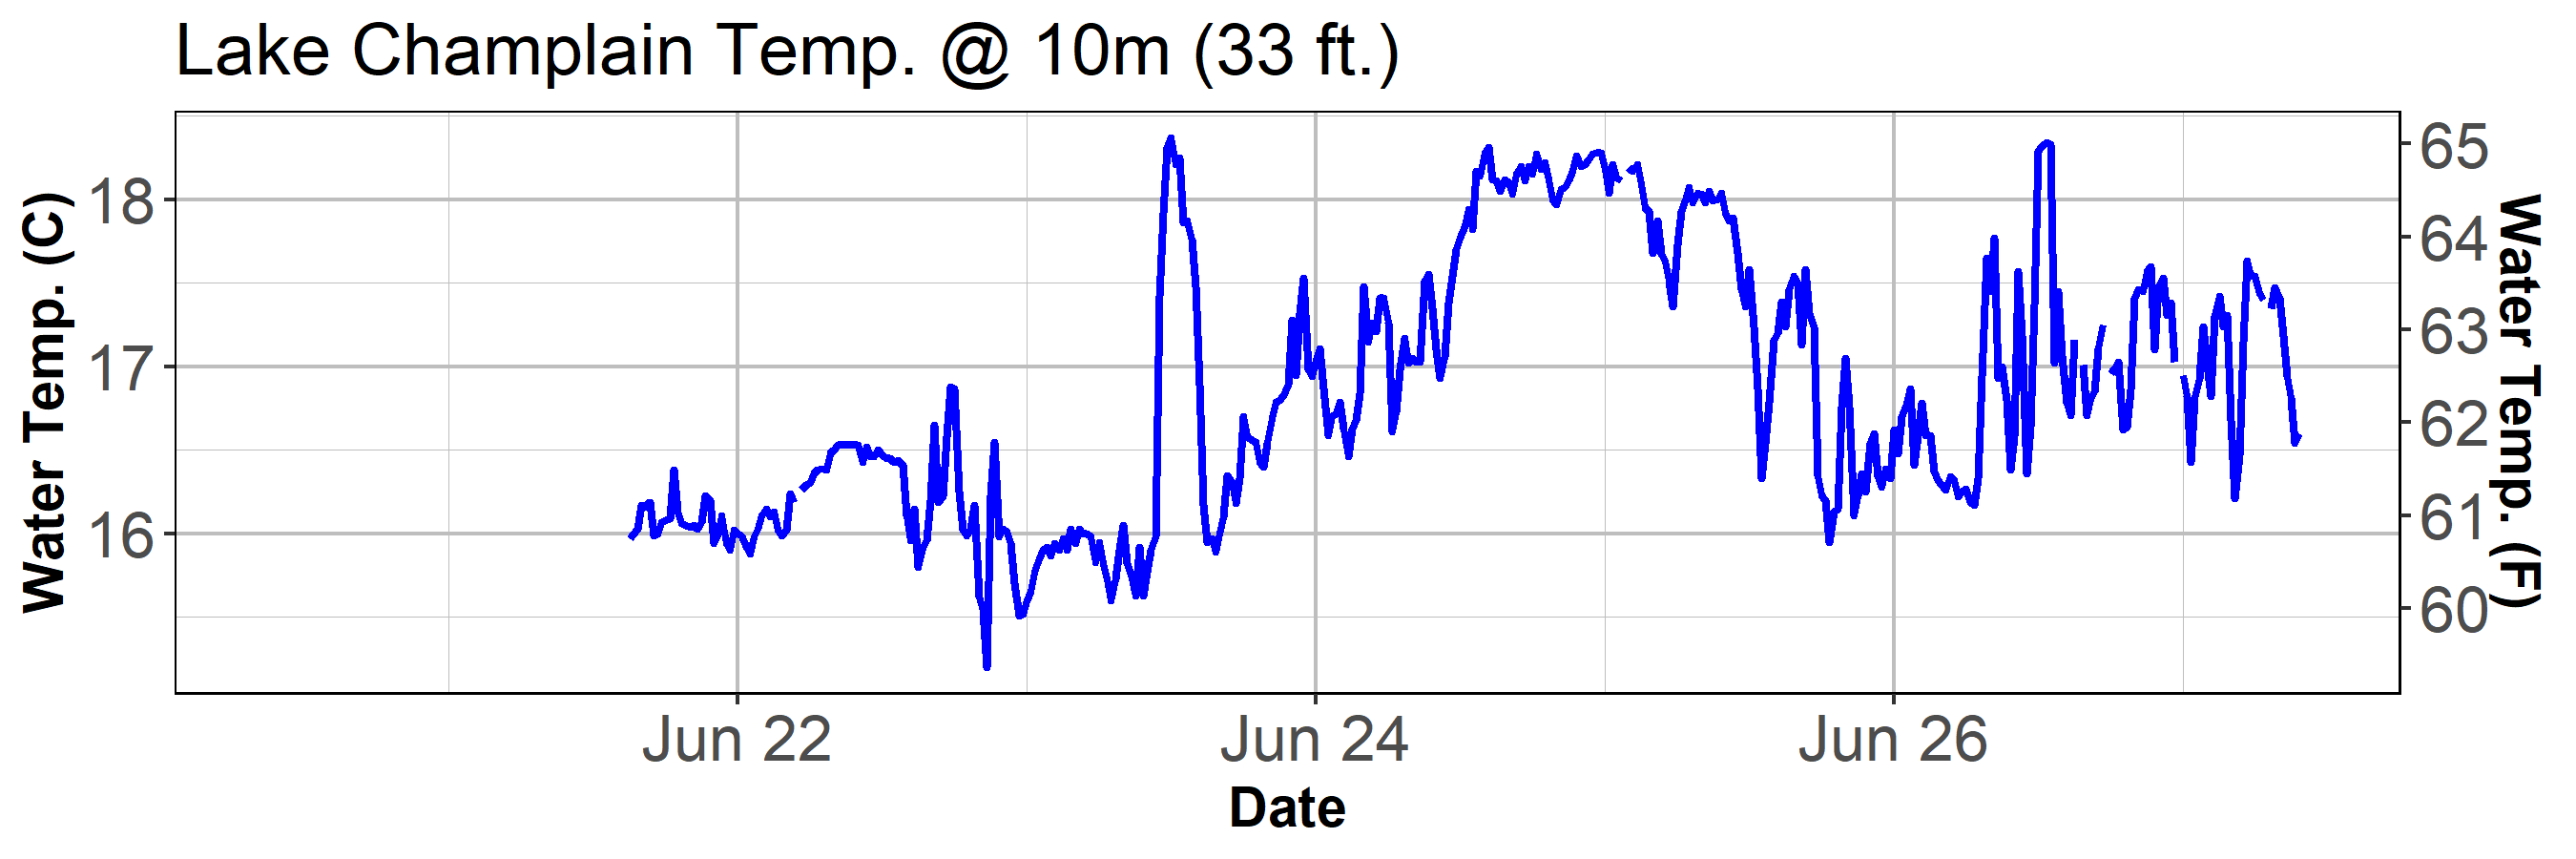 Lake Champlain Temp. @ 10m (33 ft.)
Water Temp. (C)
18
17
16
65
64
63
62
61
60
Water Temp. (F)
Jun 22 Jun 24 Jun 26
Date